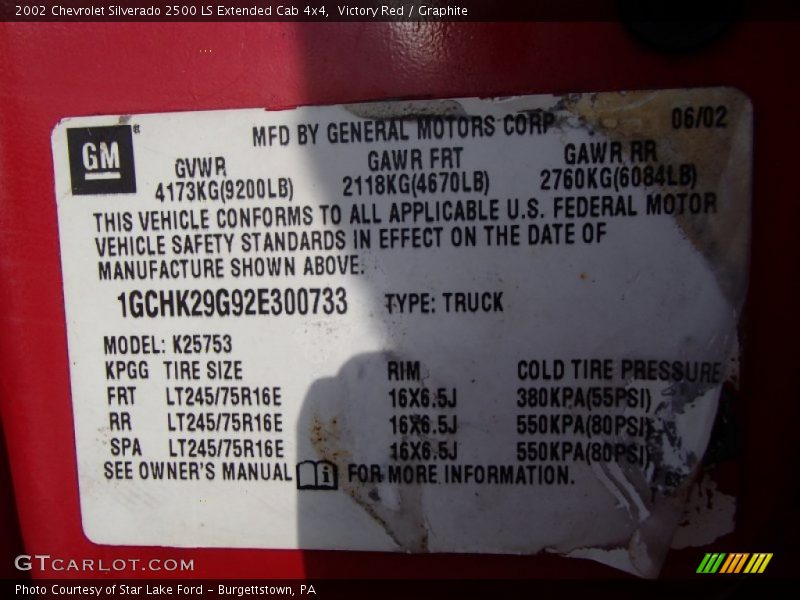 2002 Chevrolet Silverado 2500 LS Extended Cab 4x4, Victory Red / Graphite
GM ®
MFD BY GENERAL MOTORS CORP 06/02
GVWR GAWR FRT GAWR RR
4173KG(9200LB) 2118KG(4670LB) 2760KG(6084LB)
THIS VEHICLE CONFORMS TO ALL APPLICABLE U.S. FEDERAL MOTOR
VEHICLE SAFETY STANDARDS IN EFFECT ON THE DATE OF
MANUFACTURE SHOWN ABOVE.
1GCHK29G92E300733 TYPE: TRUCK
MODEL: K25753
KPGG TIRE SIZE RIM COLD TIRE PRESSURE
FRT LT245/75R16E 16X6.5J 380KPA(55PSI)
RR LT245/75R16E 16X6.5J 550KPA(80PSI)
SPA LT245/75R16E 16X6.5J 550KPA(80PSI)
SEE OWNER'S MANUAL i FOR MORE INFORMATION.
GTCARLOT.COM
Photo Courtesy of Star Lake Ford - Burgettstown, PA